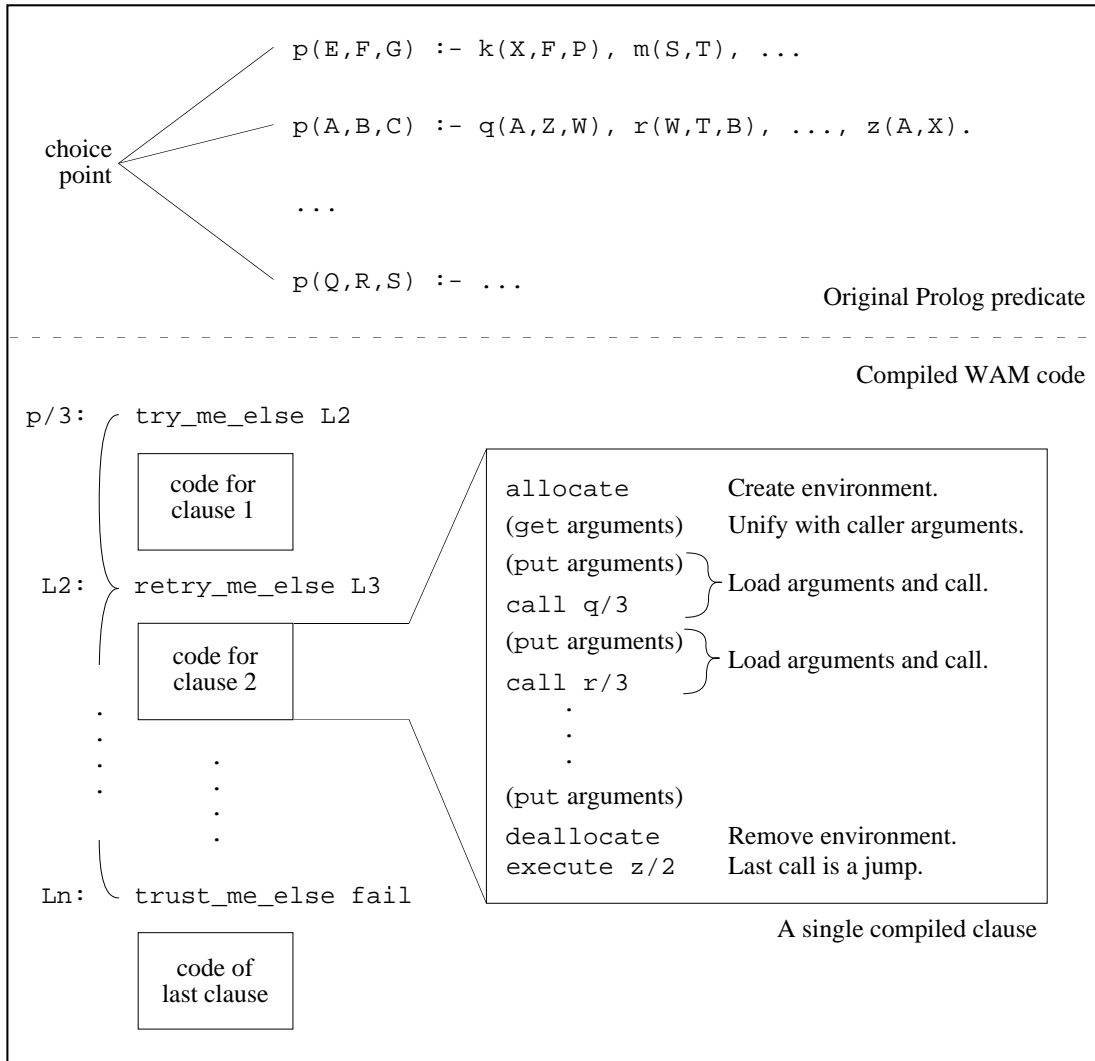 p(E,F,G) :- k(X,F,P), m(S,T), ...
p(A,B,C) :- q(A,Z,W), r(W,T,B), ..., z(A,X).
choice
point
...
p(Q,R,S) :- ...
Original Prolog predicate
Compiled WAM code
p/3: try_me_else L2
code for
clause 1
L2: retry_me_else L3
code for
clause 2
Ln: trust_me_else fail
code of
last clause
allocate Create environment.
(get arguments) Unify with caller arguments.
(put arguments)
Load arguments and call.
call q/3
(put arguments)
Load arguments and call.
call r/3
(put arguments)
deallocate Remove environment.
execute z/2 Last call is a jump.
A single compiled clause